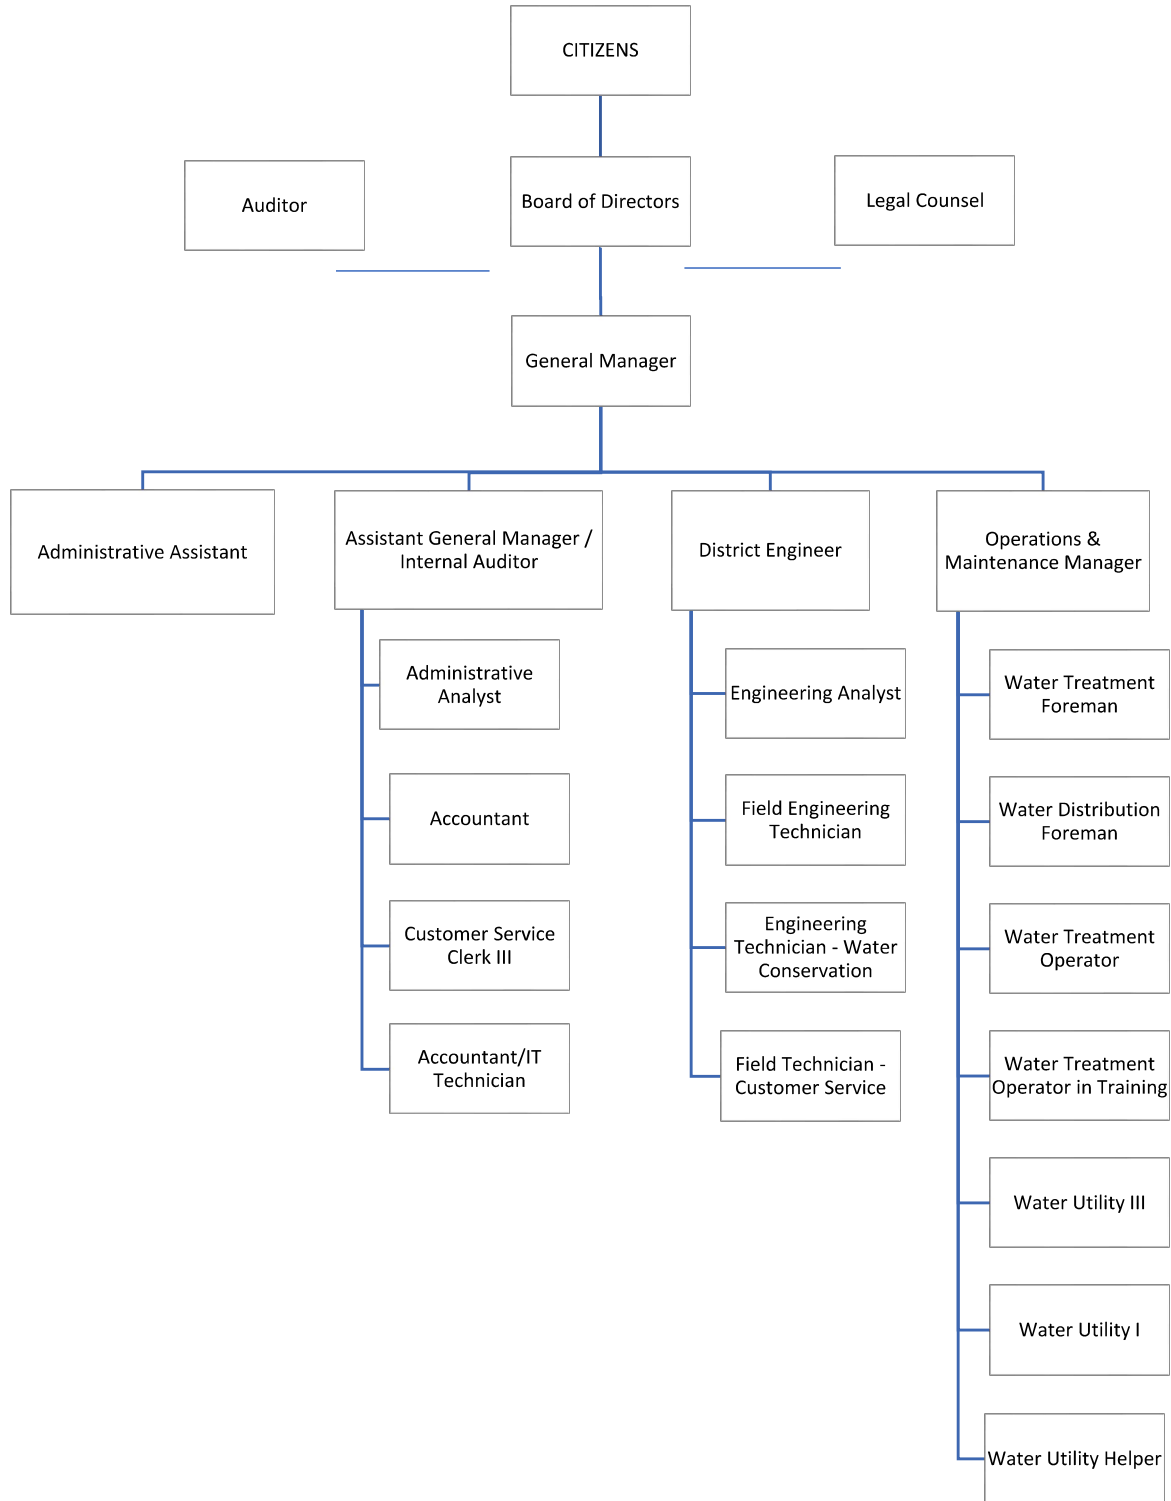 CITIZENS
Auditor
Board of Directors
Legal Counsel
General Manager
Administrative Assistant
Assistant General Manager /
Internal Auditor
District Engineer
Operations &
Maintenance Manager
Administrative
Analyst
Accountant
Customer Service
Clerk III
Accountant/IT
Technician
Engineering Analyst
Field Engineering
Technician
Engineering
Technician - Water
Conservation
Field Technician -
Customer Service
Water Treatment
Foreman
Water Distribution
Foreman
Water Treatment
Operator
Water Treatment
Operator in Training
Water Utility III
Water Utility I
Water Utility Helper